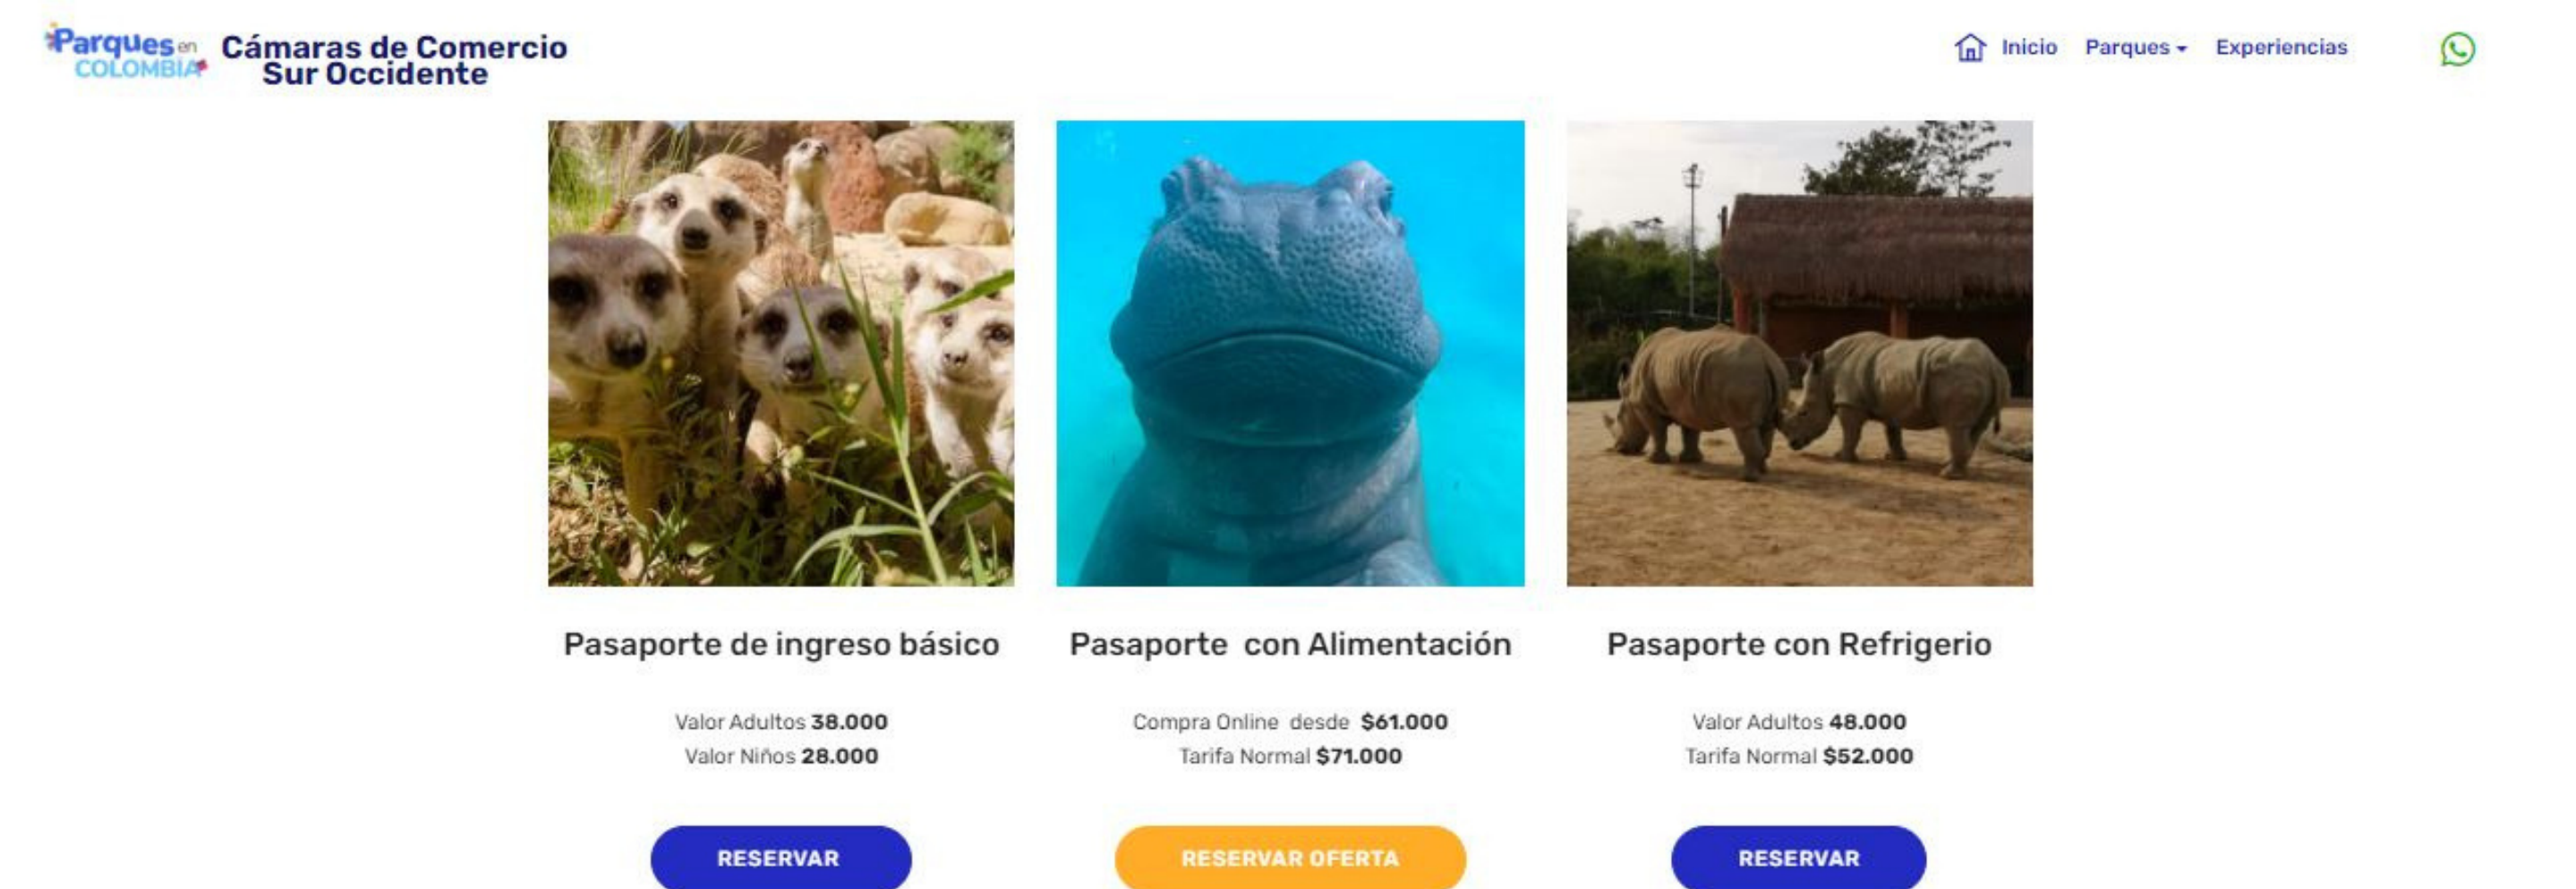 Parques en
COLOMBIA
Cámaras de Comercio
Sur Occidente
Inicio
Parques
Experiencias
Pasaporte de ingreso básico
Valor Adultos 38.000
Valor Niños 28.000
RESERVAR
Pasaporte con Alimentación
Compra Online desde $61.000
Tarifa Normal $71.000
RESERVAR OFERTA
Pasaporte con Refrigerio
Valor Adultos 48.000
Tarifa Normal $52.000
RESERVAR